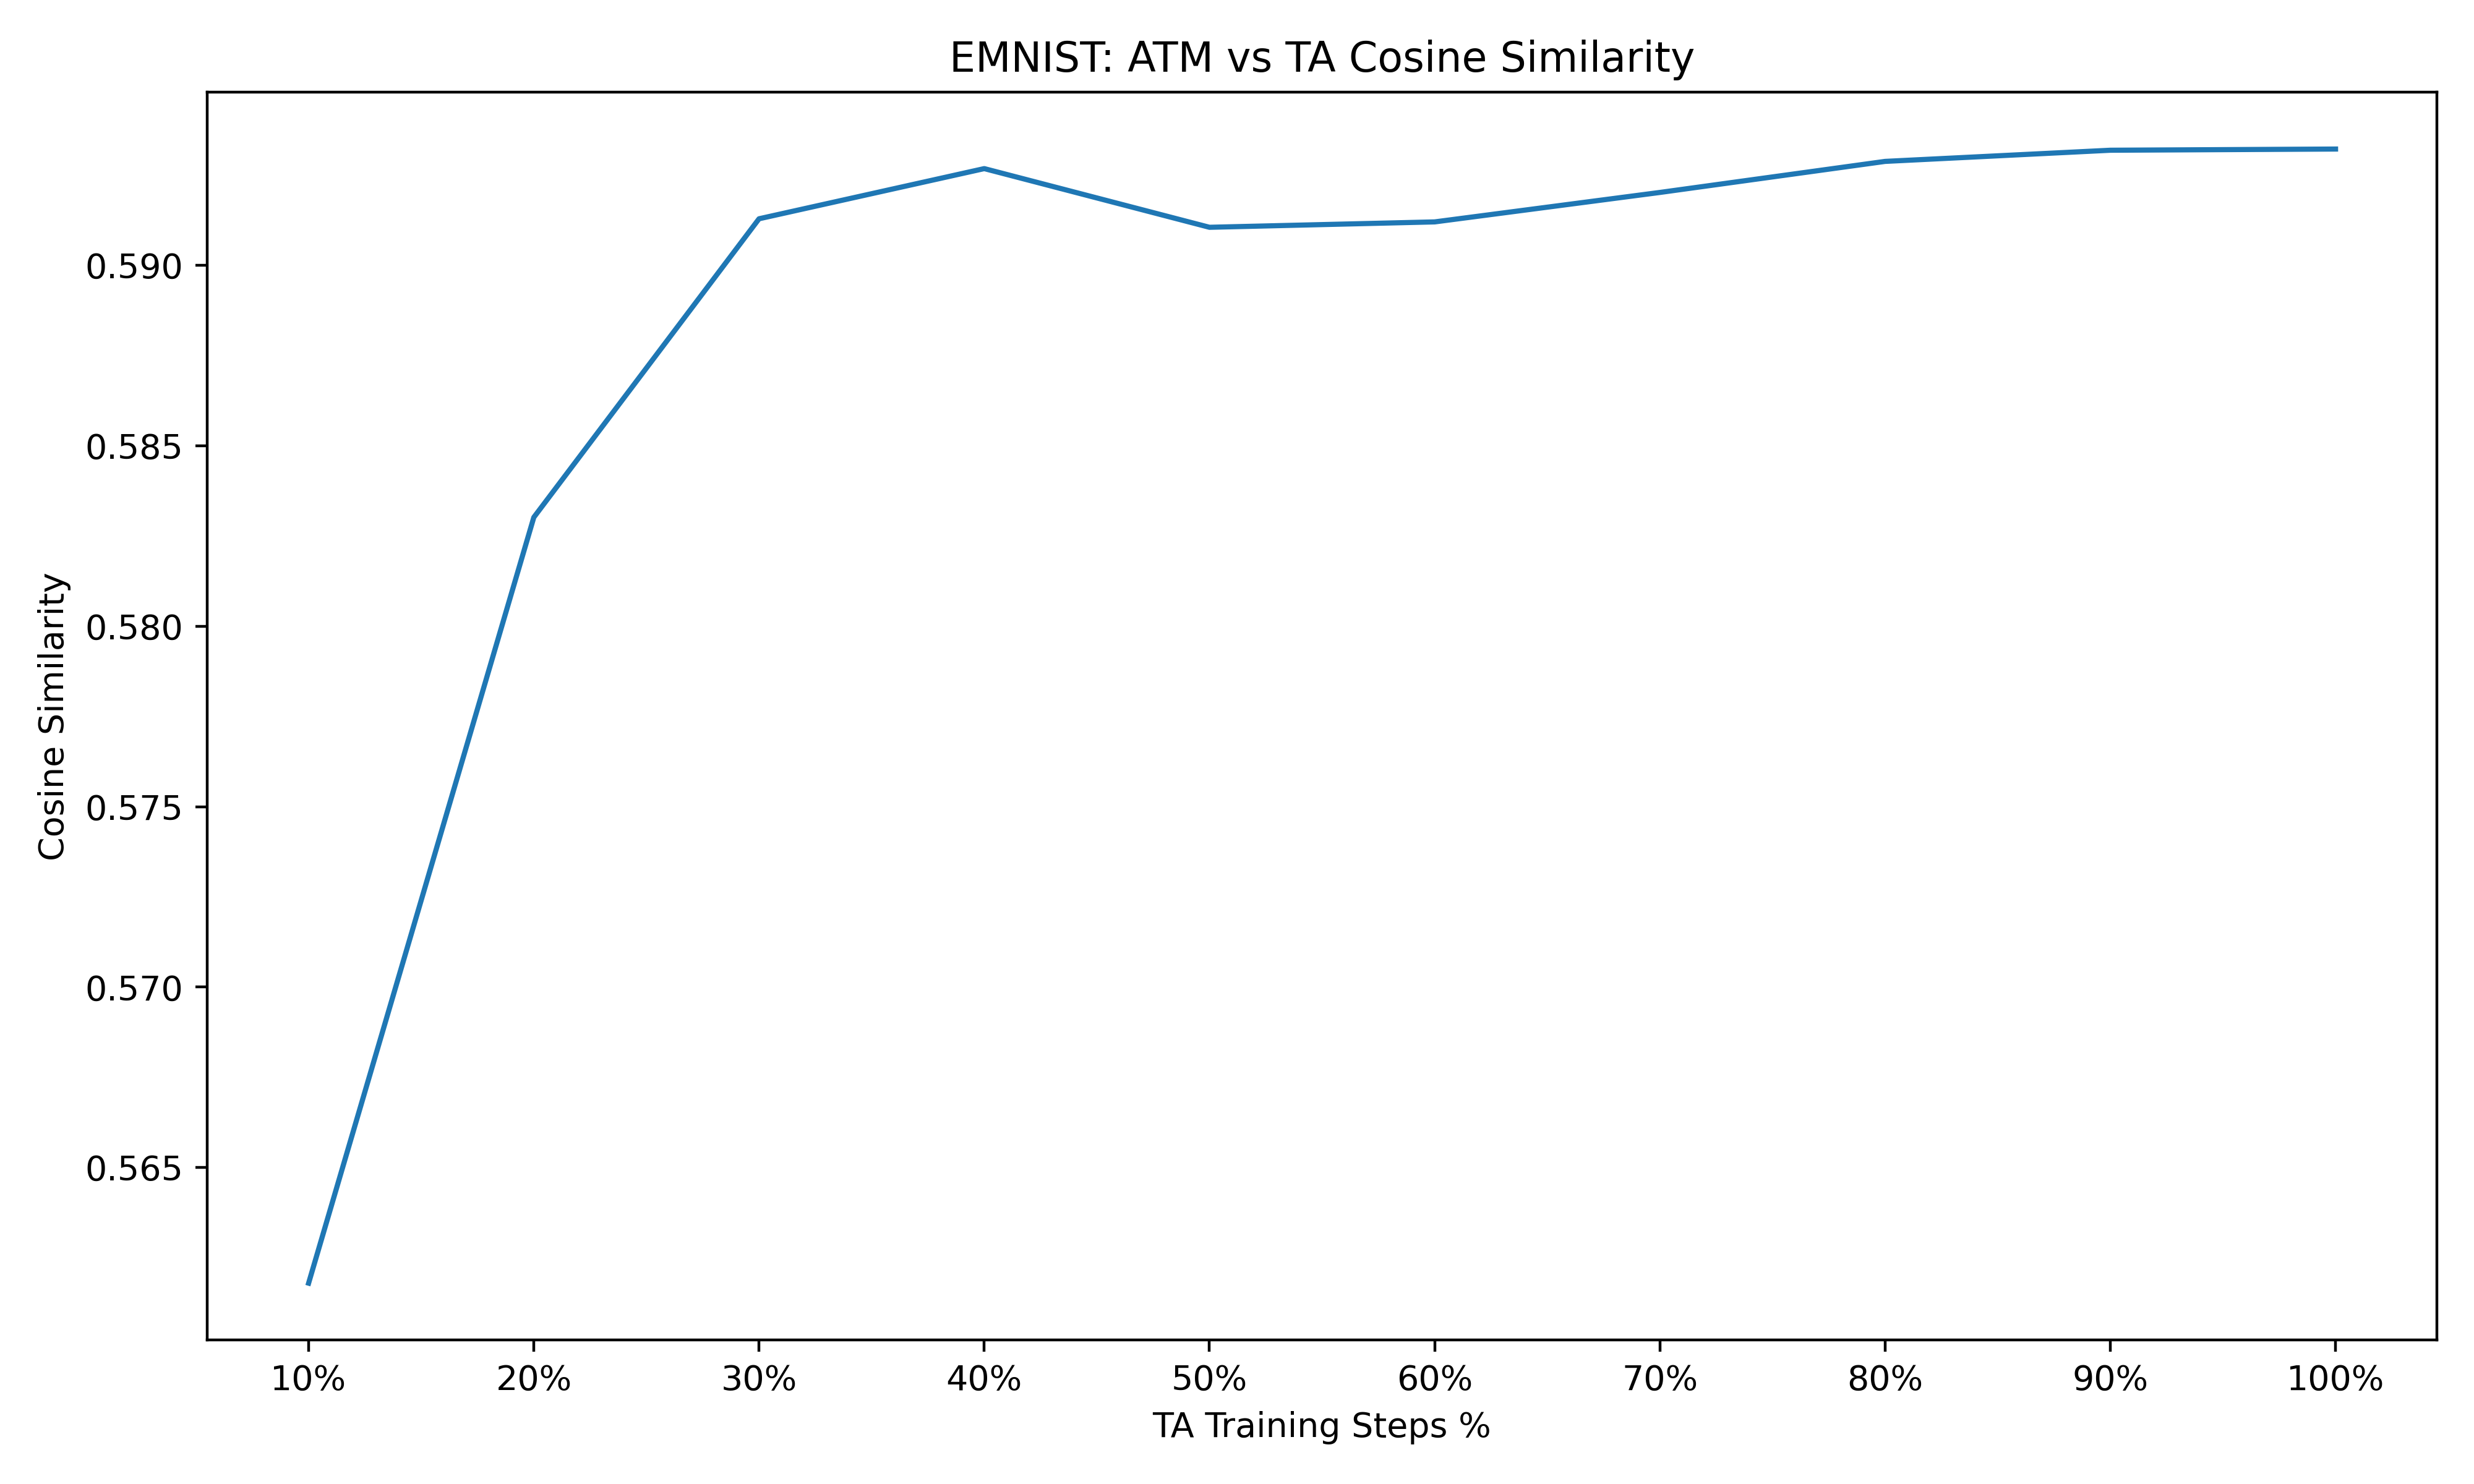 EMNIST: ATM vs TA Cosine Similarity
Cosine Similarity
0.590
0.585
0.580
0.575
0.570
0.565
10% 20% 30% 40% 50% 60% 70% 80% 90% 100%
TA Training Steps %